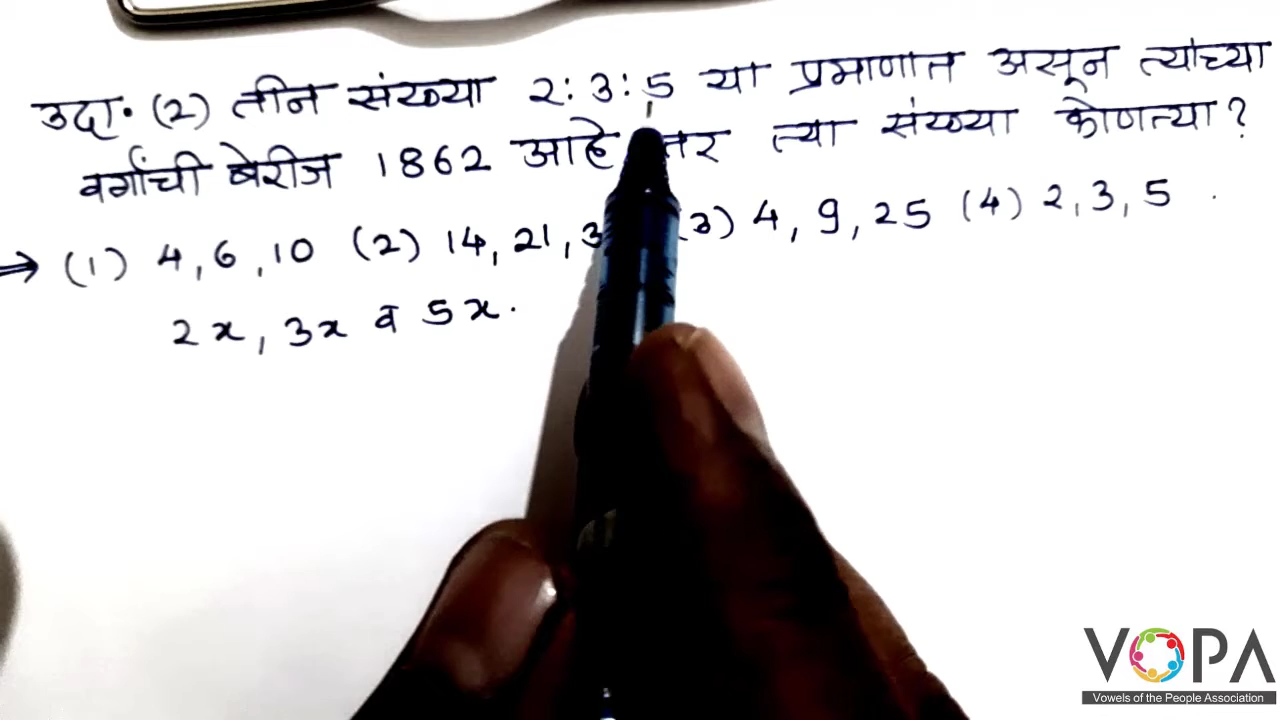 उदा. (2) तीन संख्या 2:3:5 या प्रमाणात असून त्यांच्या
वर्गांची बेरीज 1862 आहे तर त्या संख्या कोणत्या?
⇒ (1) 4, 6, 10 (2) 14, 21, 3 (3) 4, 9, 25 (4) 2, 3, 5
2x, 3x व 5x.
VOPA
Vowels of the People Association